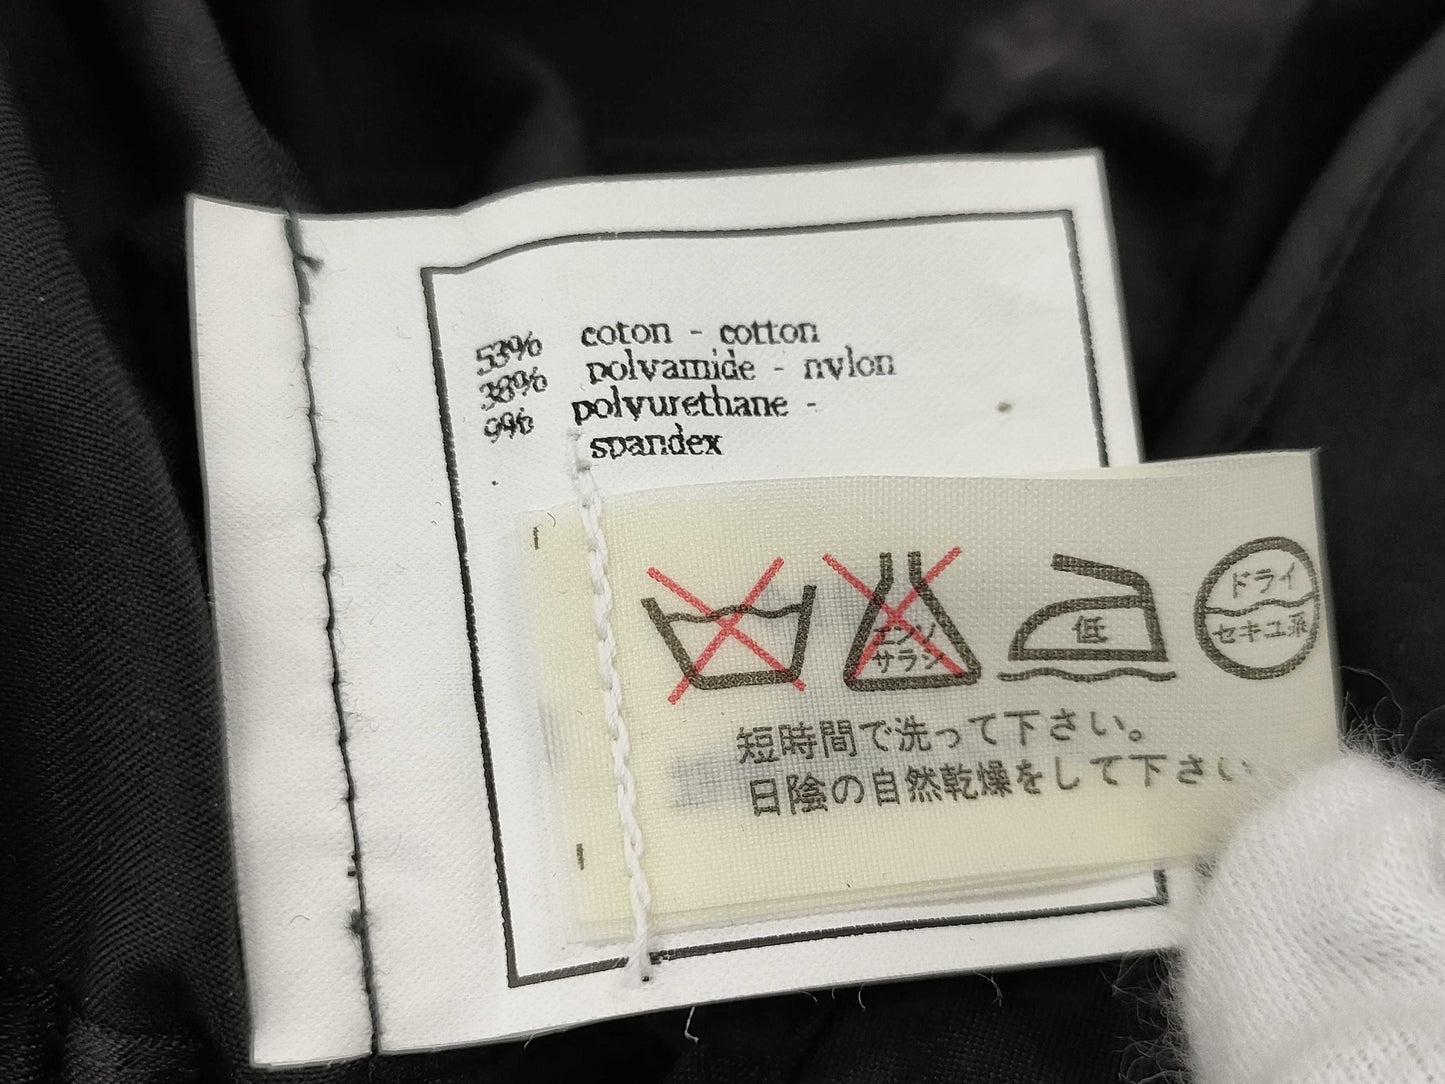 53% coton - cotton
38% polyamide - nylon
9% polyurethane -
spandex
エンソ
サラシ
低
ドライ
セキユ系
短時間で洗って下さい。
日陰の自然乾燥をして下さい